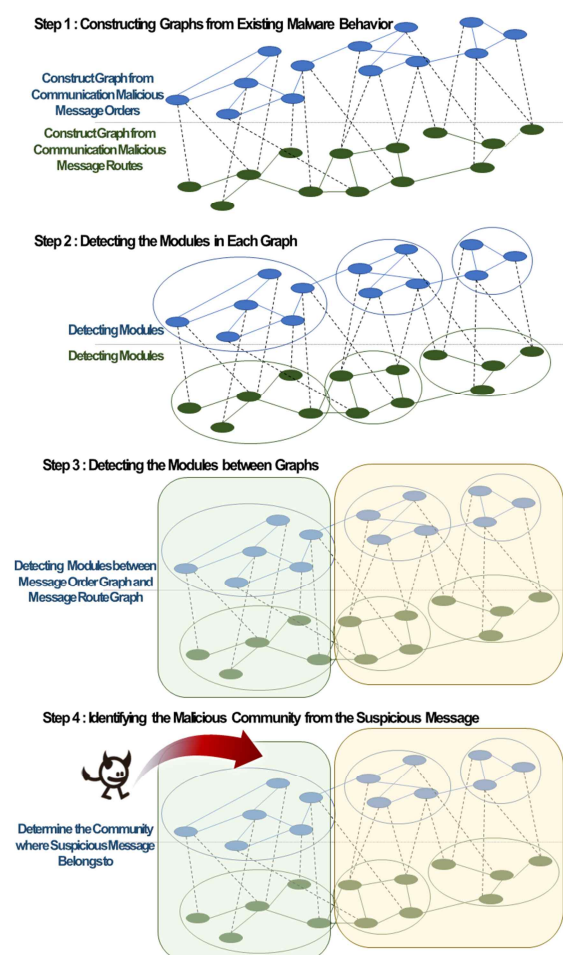 Step 1 : Constructing Graphs from Existing Malware Behavior
Construct Graph from
Communication Malicious
Message Orders
Construct Graph from
Communication Malicious
Message Routes
Step 2 : Detecting the Modules in Each Graph
Detecting Modules
Detecting Modules
Step 3 : Detecting the Modules between Graphs
Detecting Modules between
Message Order Graph and
Message Route Graph
Step 4 : Identifying the Malicious Community from the Suspicious Message
Determine the Community
where Suspicious Message
Belongs to